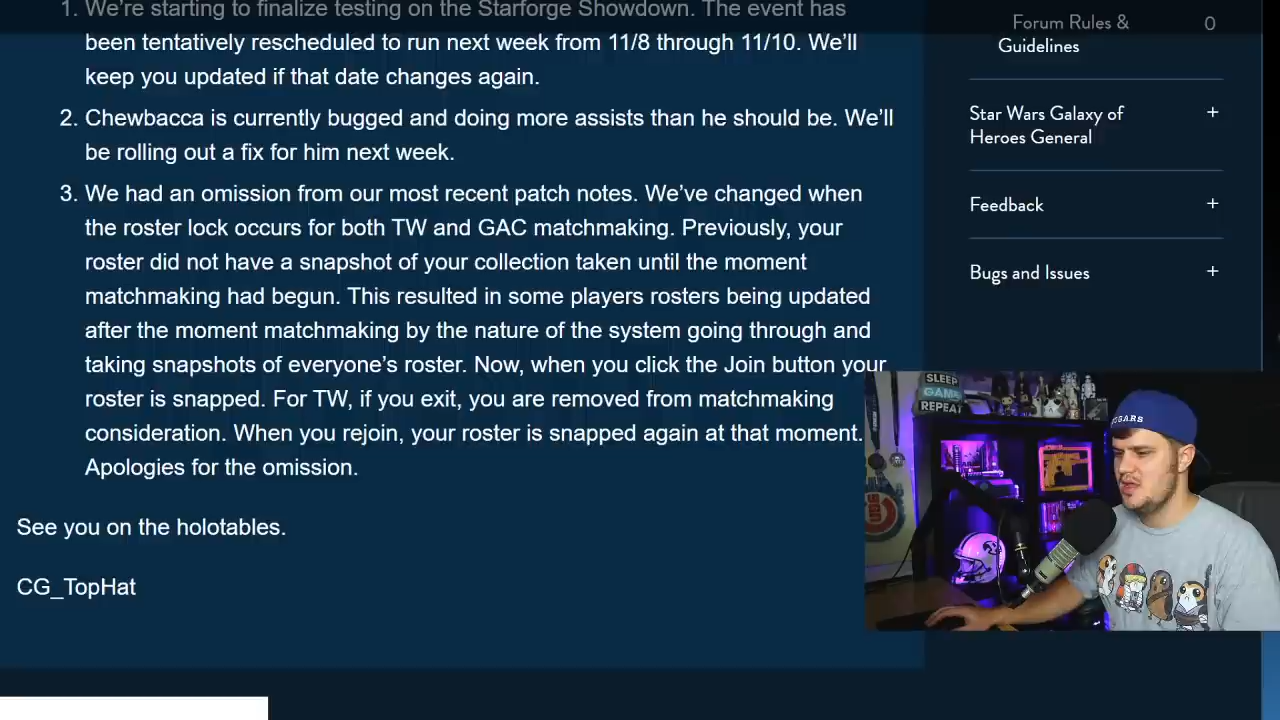 1. We're starting to finalize testing on the Starforge Showdown. The event has
been tentatively rescheduled to run next week from 11/8 through 11/10. We'll
keep you updated if that date changes again.
2. Chewbacca is currently bugged and doing more assists than he should be. We'll
be rolling out a fix for him next week.
3. We had an omission from our most recent patch notes. We've changed when
the roster lock occurs for both TW and GAC matchmaking. Previously, your
roster did not have a snapshot of your collection taken until the moment
matchmaking had begun. This resulted in some players rosters being updated
after the moment matchmaking by the nature of the system going through and
taking snapshots of everyone's roster. Now, when you click the Join button your
roster is snapped. For TW, if you exit, you are removed from matchmaking
consideration. When you rejoin, your roster is snapped again at that moment.
Apologies for the omission.
See you on the holotables.
CG_TopHat
Forum Rules & 0
Guidelines
Star Wars Galaxy of +
Heroes General
Feedback +
Bugs and Issues +
SLEEP
GAME
REPEAT